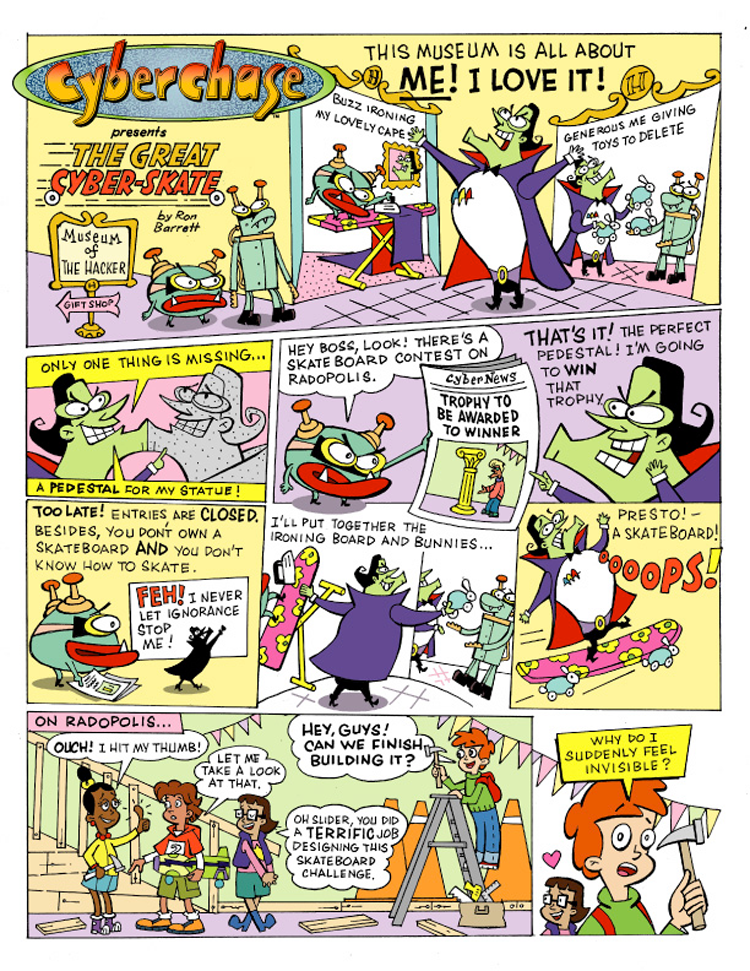 Cyberchase
™
presents
THE GREAT
CYBER-SKATE
by Ron
Barrett
MUSEUM
of
THE HACKER
GIFT SHOP
THIS MUSEUM IS ALL ABOUT
ME! I LOVE IT!
H
H
BUZZ IRONING
MY LOVELY CAPE
GENEROUS ME GIVING
TOYS TO DELETE
ONLY ONE THING IS MISSING...
A PEDESTAL FOR MY STATUE!
HEY BOSS, LOOK! THERE'S A
SKATEBOARD CONTEST ON
RADOPOLIS.
CyberNews
TROPHY TO
BE AWARDED
TO WINNER
THAT'S IT! THE PERFECT
PEDESTAL! I'M GOING
TO WIN
THAT
TROPHY
TOO LATE! ENTRIES ARE CLOSED.
BESIDES, YOU DON'T OWN A
SKATEBOARD AND YOU DON'T
KNOW HOW TO SKATE.
FEH! I NEVER
LET IGNORANCE
STOP
ME!
I'LL PUT TOGETHER THE
IRONING BOARD AND BUNNIES...
PRESTO!-
A SKATEBOARD!
OOOOPS!
ON RADOPOLIS...
OUCH! I HIT MY THUMB!
LET ME
TAKE A LOOK
AT THAT.
HEY, GUYS!
CAN WE FINISH
BUILDING IT?
OH SLIDER, YOU DID
A TERRIFIC JOB
DESIGNING THIS
SKATEBOARD
CHALLENGE.
WHY DO I
SUDDENLY FEEL
INVISIBLE?